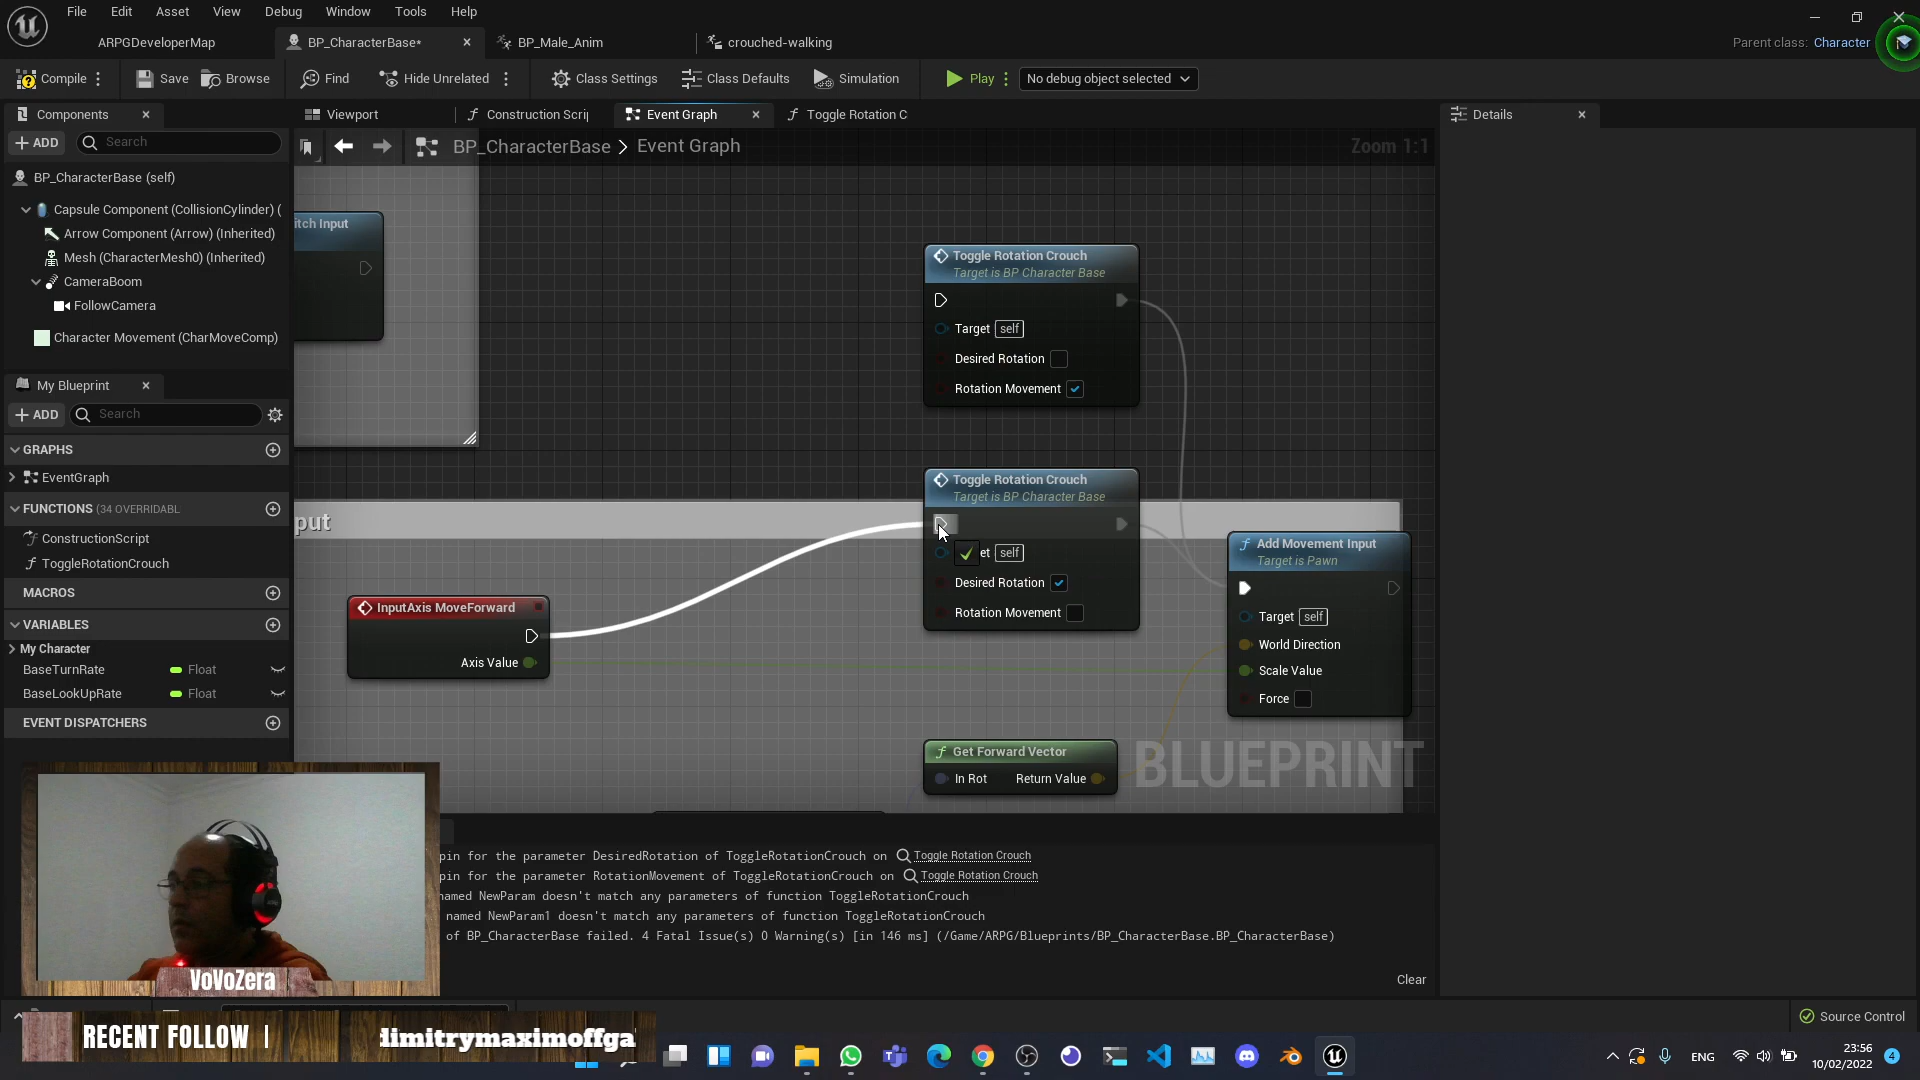 File Edit Asset View Debug Window Tools Help
ARPGDeveloperMap BP_CharacterBase* BP_Male_Anim crouched-walking Parent class: Character
Compile Save Browse Find Hide Unrelated Class Settings Class Defaults Simulation Play No debug object selected
Components Viewport Construction Scrip Event Graph Toggle Rotation C Details
ADD Search
BP_CharacterBase > Event Graph Zoom 1:1
BP_CharacterBase (self)
Capsule Component (CollisionCylinder) (
Arrow Component (Arrow) (Inherited)
Mesh (CharacterMesh0) (Inherited)
CameraBoom
FollowCamera
Character Movement (CharMoveComp)
My Blueprint
ADD Search
GRAPHS
EventGraph
FUNCTIONS (34 OVERRIDABL
ConstructionScript
ToggleRotationCrouch
MACROS
VARIABLES
My Character
BaseTurnRate Float
BaseLookUpRate Float
EVENT DISPATCHERS
itch Input
Toggle Rotation Crouch
Target is BP Character Base
Target self
Desired Rotation
Rotation Movement
put
Toggle Rotation Crouch
Target is BP Character Base
et self
Desired Rotation
Rotation Movement
InputAxis MoveForward
Axis Value
Add Movement Input
Target is Pawn
Target self
World Direction
Scale Value
Force
Get Forward Vector
In Rot Return Value
BLUEPRINT
pin for the parameter DesiredRotation of ToggleRotationCrouch on Toggle Rotation Crouch
pin for the parameter RotationMovement of ToggleRotationCrouch on Toggle Rotation Crouch
named NewParam doesn't match any parameters of function ToggleRotationCrouch
named NewParam1 doesn't match any parameters of function ToggleRotationCrouch
of BP_CharacterBase failed. 4 Fatal Issue(s) 0 Warning(s) [in 146 ms] (/Game/ARPG/Blueprints/BP_CharacterBase.BP_CharacterBase)
Clear
VoVoZera
Source Control
RECENT FOLLOW | dimitrymaximoffga
ENG 23:56
10/02/2022 4